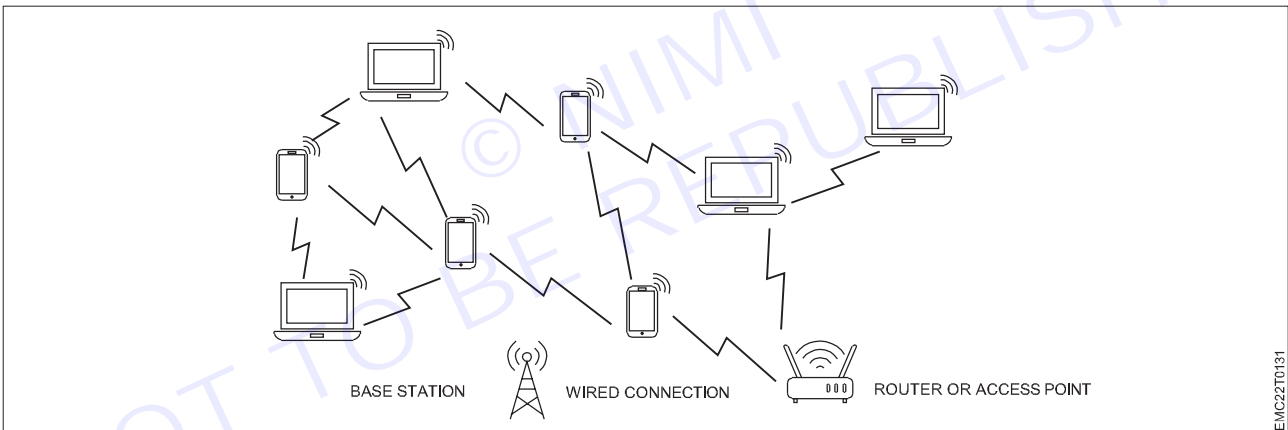 © NIMI
NOT TO BE REPUBLISHED
BASE STATION
WIRED CONNECTION
ROUTER OR ACCESS POINT
EMC22T0131